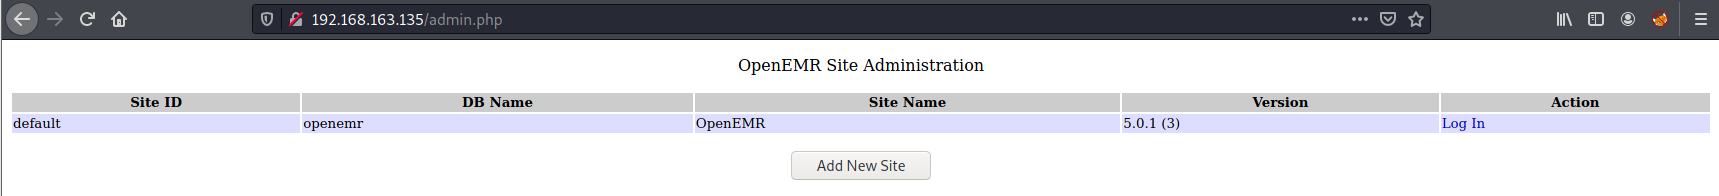 192.168.163.135/admin.php
OpenEMR Site Administration
Site ID DB Name Site Name Version Action
default openemr OpenEMR 5.0.1 (3) Log In
Add New Site